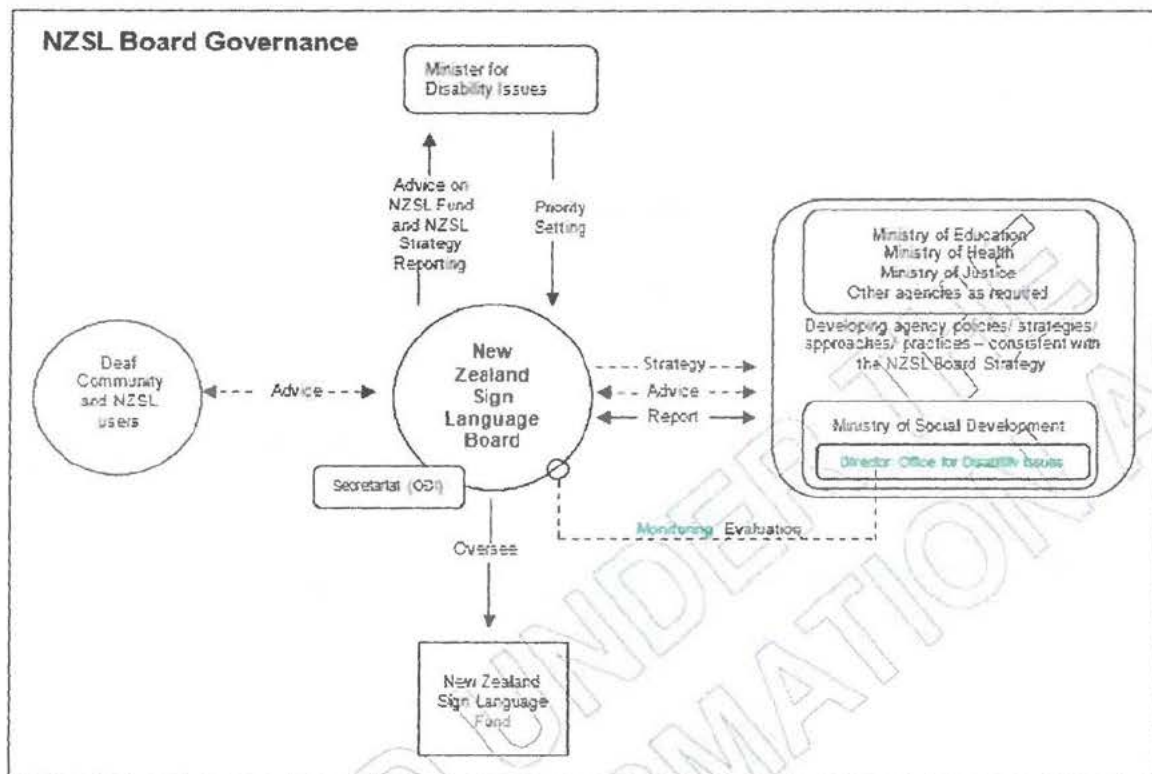 NZSL Board Governance
Minister for
Disability Issues
Advice on
NZSL Fund
and NZSL
Strategy
Reporting
Priority
Setting
Ministry of Education
Ministry of Health
Ministry of Justice
Other agencies as required
Developing agency policies/ strategies/
approaches/ practices – consistent with
the NZSL Board Strategy
Deaf
Community
and NZSL
users
Advice
New
Zealand
Sign
Language
Board
Strategy
Advice
Report
Ministry of Social Development
Director: Office for Disability Issues
Secretariat (ODI)
Monitoring Evaluation
Oversee
New Zealand
Sign Language
Fund
UNDER THE